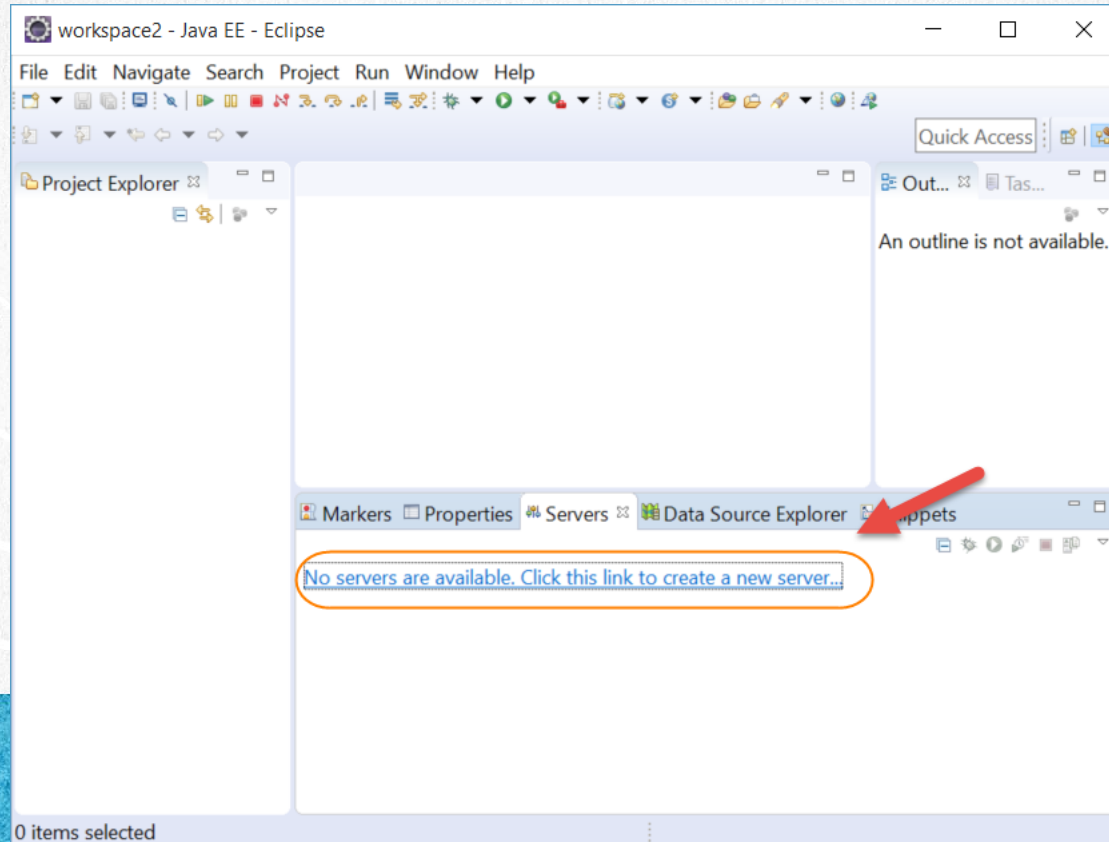 workspace2 - Java EE - Eclipse
File Edit Navigate Search Project Run Window Help
Quick Access
Project Explorer
Out... Tas...
An outline is not available.
Markers Properties Servers Data Source Explorer
No servers are available. Click this link to create a new server...
0 items selected